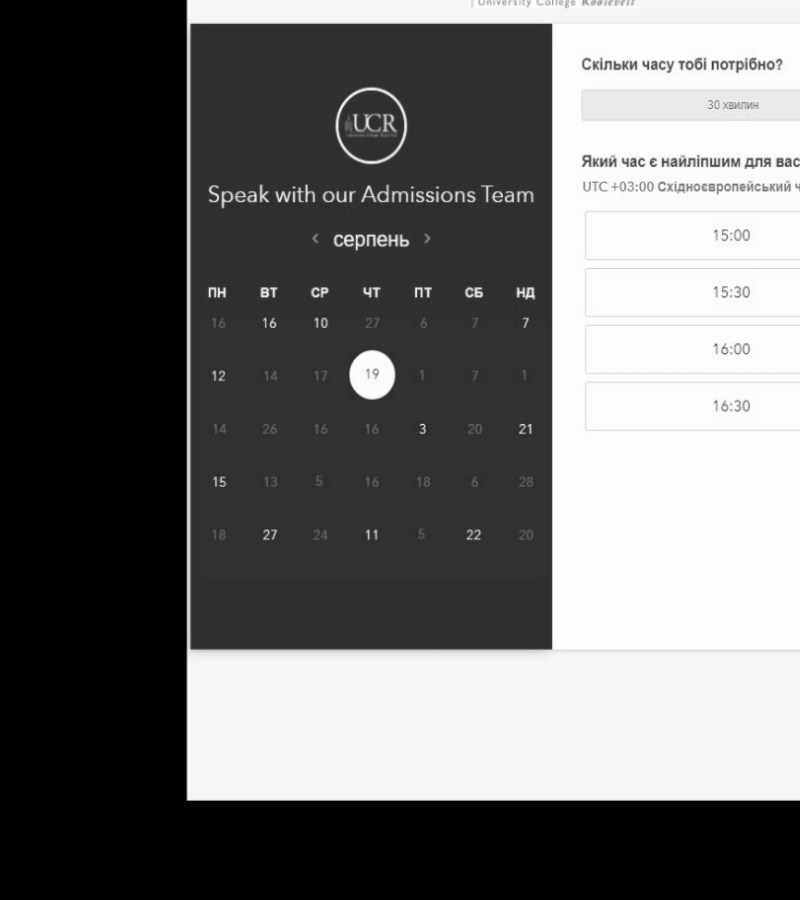 | University College Roosevelt
UCR
Speak with our Admissions Team
‹ серпень ›
ПН ВТ СР ЧТ ПТ СБ НД
16 16 10 27 6 7 7
12 14 17 19 1 7 1
14 26 16 16 3 20 21
15 13 5 16 18 6 28
18 27 24 11 5 22 20
Скільки часу тобі потрібно?
30 хвилин
Який час є найліпшим для вас
UTC +03:00 Східноєвропейський ч
15:00
15:30
16:00
16:30